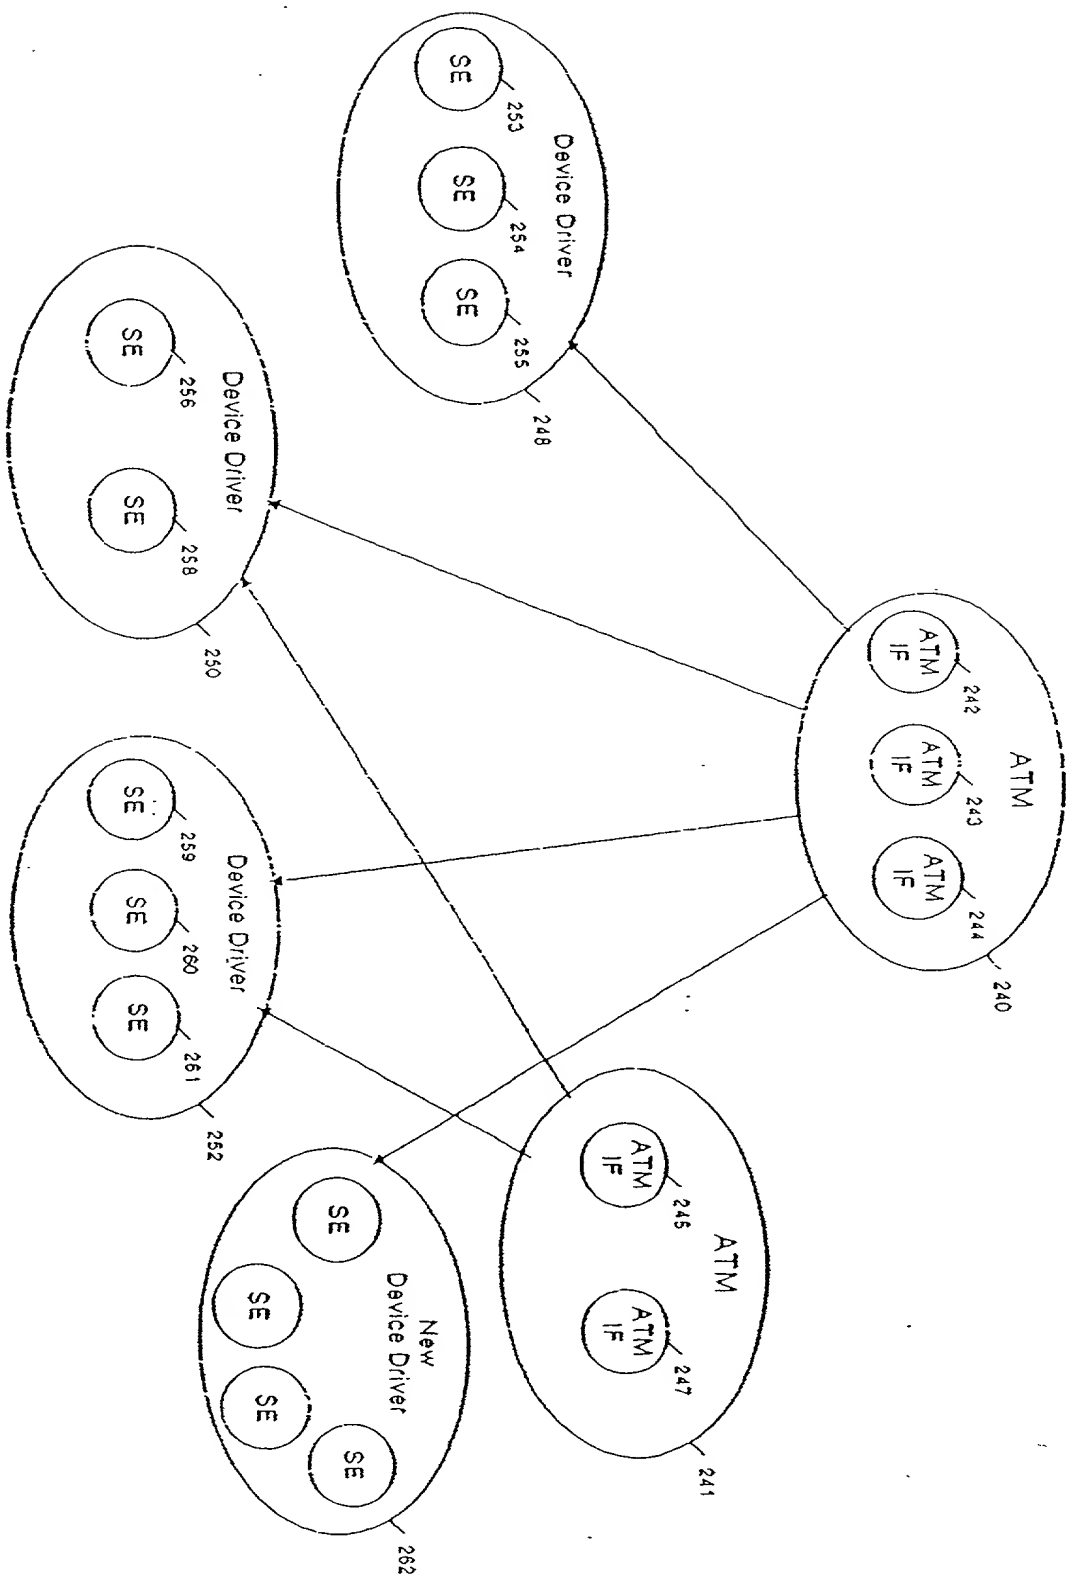 ATM
242
243
244
240
ATM
IF
ATM
IF
ATM
IF
ATM
246
247
241
ATM
IF
ATM
IF
Device Driver
253
254
255
248
SE
SE
SE
New
Device Driver
262
SE
SE
SE
SE
Device Driver
256
258
250
SE
SE
Device Driver
259
260
261
252
SE
SE
SE